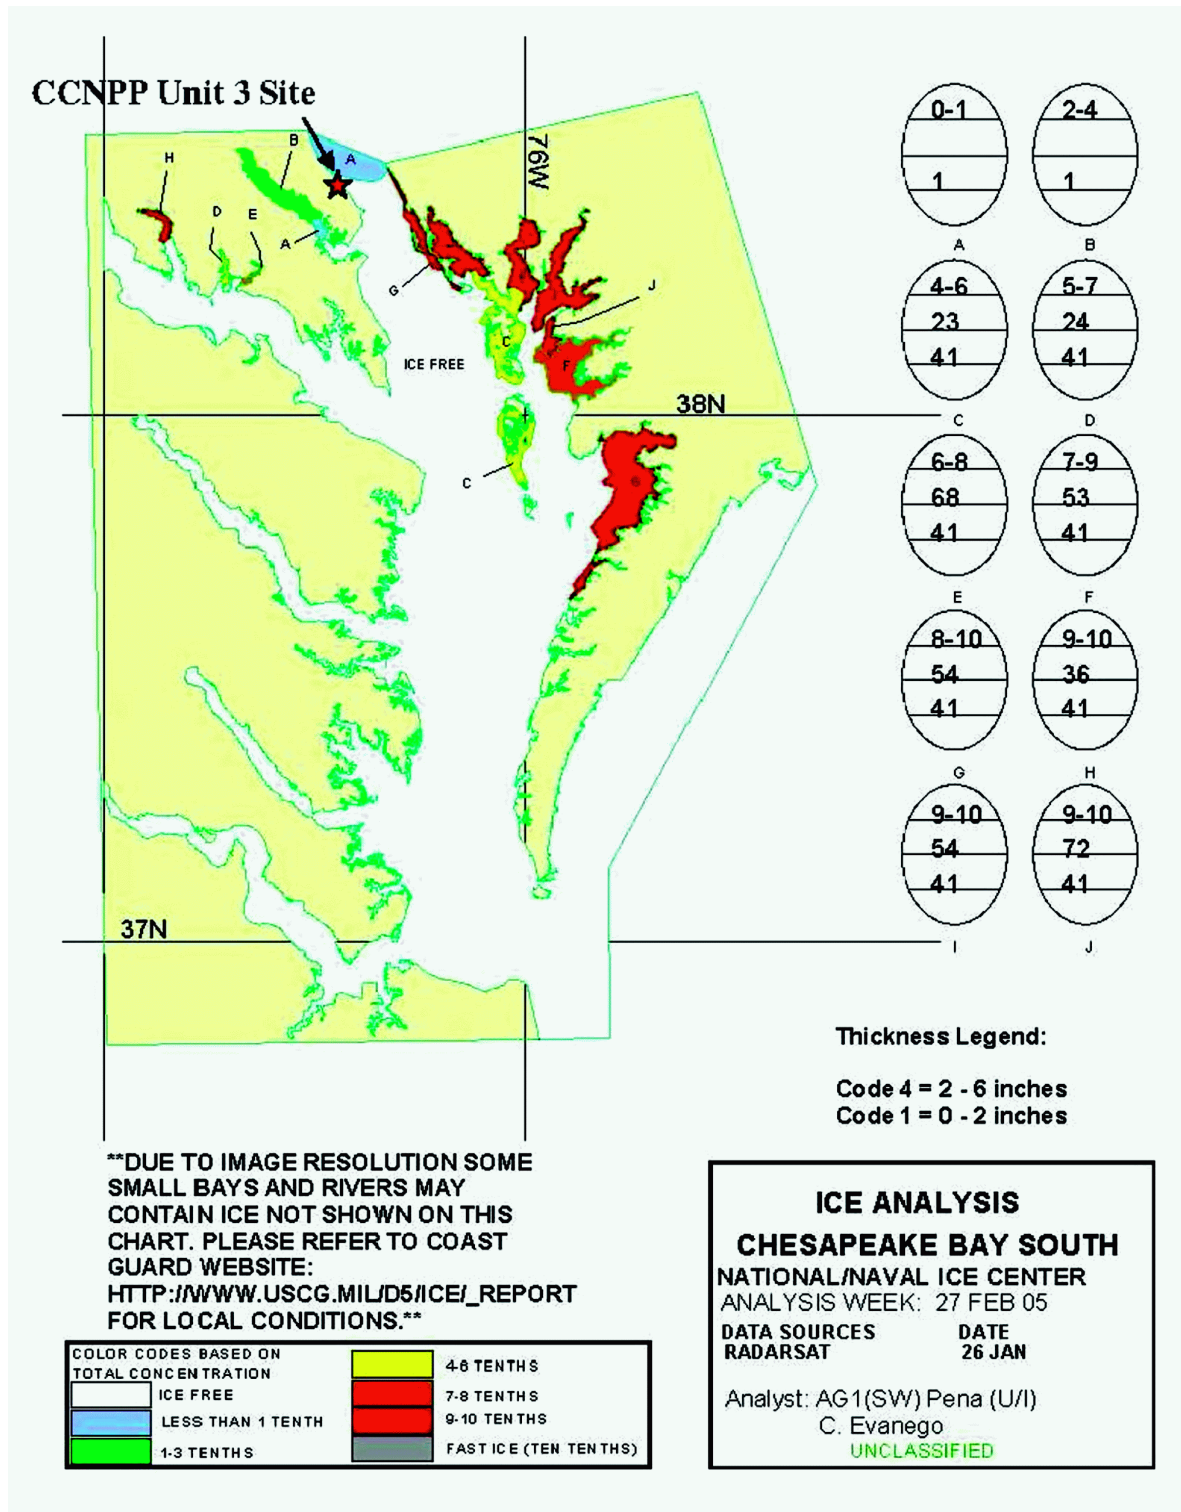 CCNPP Unit 3 Site
76W
H
B
A
D
E
A
G
J
C
F
ICE FREE
38N
C
G
37N
0-1
1
A
2-4
1
B
4-6
23
41
C
5-7
24
41
D
6-8
68
41
E
7-9
53
41
F
8-10
54
41
G
9-10
36
41
H
9-10
54
41
I
9-10
72
41
J
Thickness Legend:
Code 4 = 2 - 6 inches
Code 1 = 0 - 2 inches
**DUE TO IMAGE RESOLUTION SOME
SMALL BAYS AND RIVERS MAY
CONTAIN ICE NOT SHOWN ON THIS
CHART. PLEASE REFER TO COAST
GUARD WEBSITE:
HTTP://WWW.USCG.MIL/D5/ICE/_REPORT
FOR LOCAL CONDITIONS.**
COLOR CODES BASED ON
TOTAL CONCENTRATION
ICE FREE
LESS THAN 1 TENTH
1-3 TENTHS
4-6 TENTHS
7-8 TENTHS
9-10 TENTHS
FAST ICE (TEN TENTHS)
ICE ANALYSIS
CHESAPEAKE BAY SOUTH
NATIONAL/NAVAL ICE CENTER
ANALYSIS WEEK: 27 FEB 05
DATA SOURCES DATE
RADARSAT 26 JAN
Analyst: AG1(SW) Pena (U/I)
C. Evanego
UNCLASSIFIED